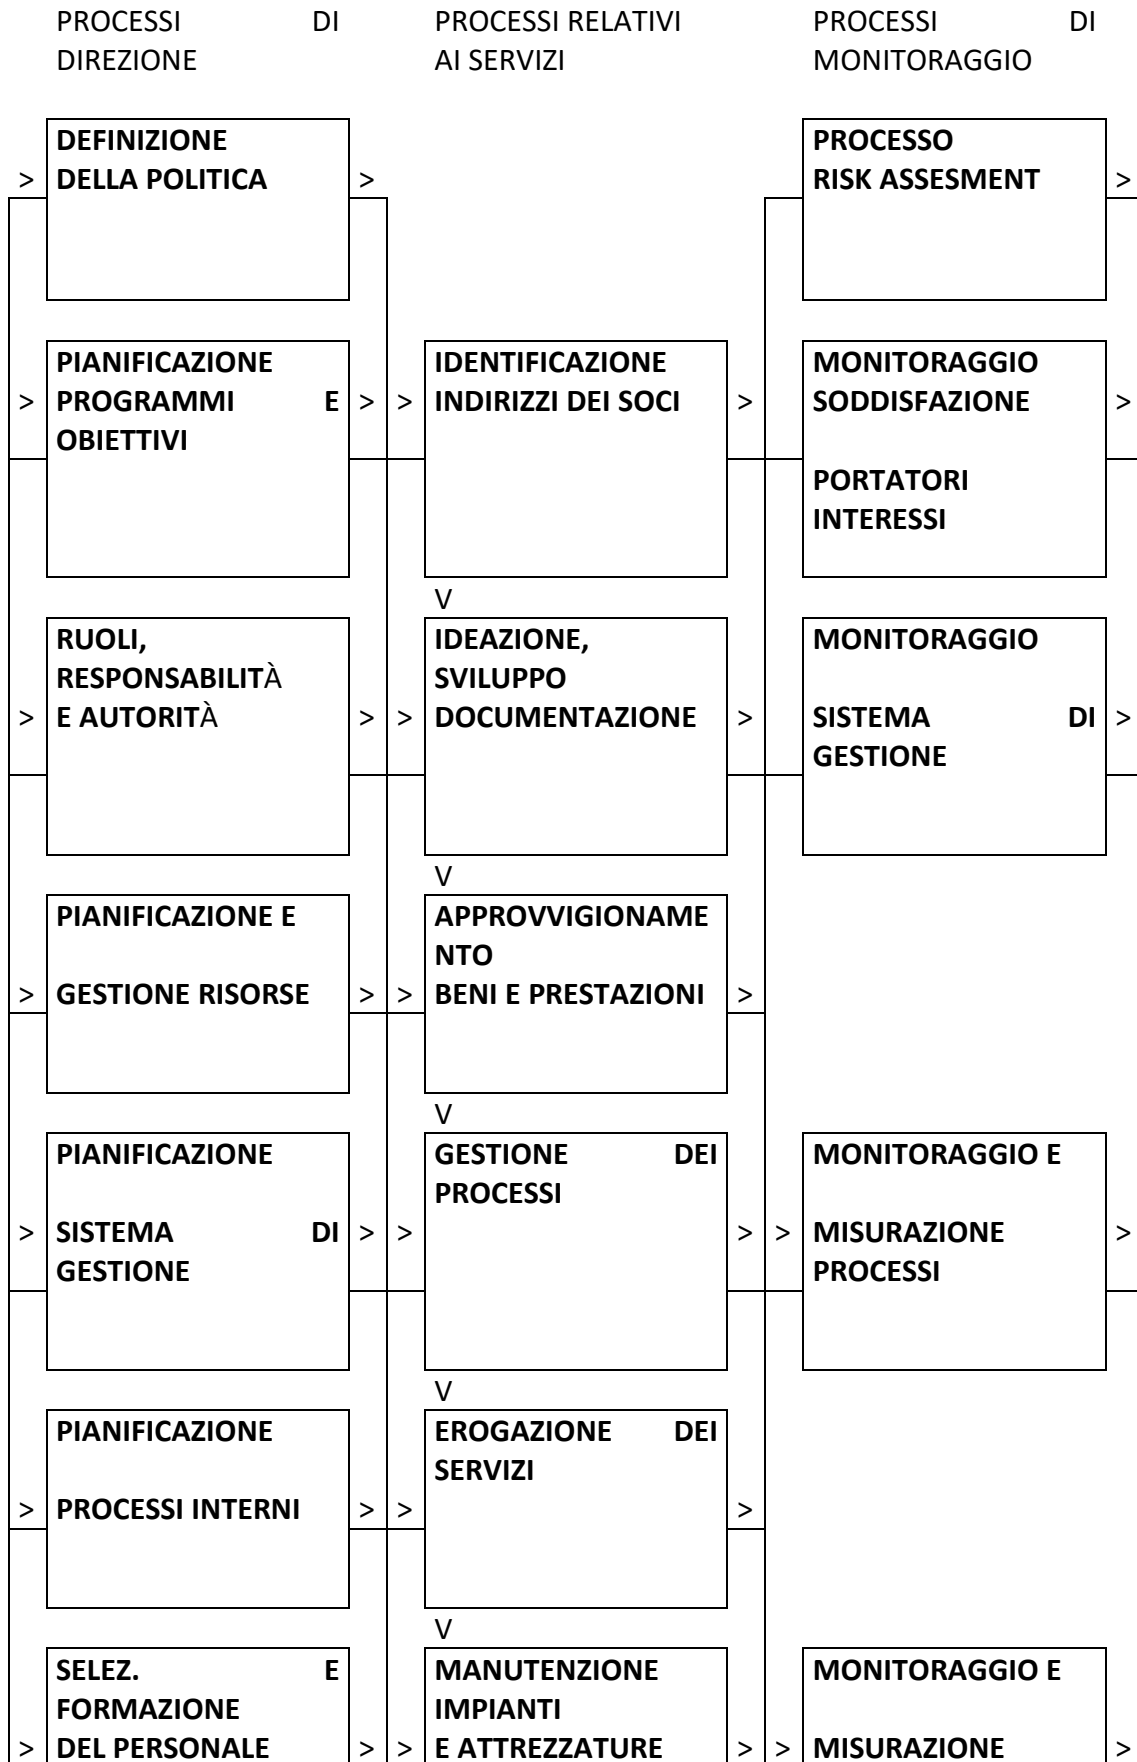 PROCESSI DI
DIREZIONE
PROCESSI RELATIVI
AI SERVIZI
PROCESSI DI
MONITORAGGIO
DEFINIZIONE
> DELLA POLITICA >
PROCESSO
RISK ASSESMENT >
PIANIFICAZIONE
> PROGRAMMI E >
OBIETTIVI
IDENTIFICAZIONE
> INDIRIZZI DEI SOCI >
MONITORAGGIO
SODDISFAZIONE >
PORTATORI
INTERESSI
V
RUOLI,
RESPONSABILITÀ
> E AUTORITÀ >
IDEAZIONE,
SVILUPPO
> DOCUMENTAZIONE >
MONITORAGGIO
SISTEMA DI >
GESTIONE
V
PIANIFICAZIONE E
> GESTIONE RISORSE >
APPROVVIGIONAME
NTO
> BENI E PRESTAZIONI >
V
PIANIFICAZIONE
> SISTEMA DI >
GESTIONE
GESTIONE DEI
PROCESSI
> >
MONITORAGGIO E
> MISURAZIONE >
PROCESSI
V
PIANIFICAZIONE
> PROCESSI INTERNI >
EROGAZIONE DEI
SERVIZI
> >
V
SELEZ. E
FORMAZIONE
> DEL PERSONALE >
MANUTENZIONE
IMPIANTI
> E ATTREZZATURE >
MONITORAGGIO E
> MISURAZIONE >